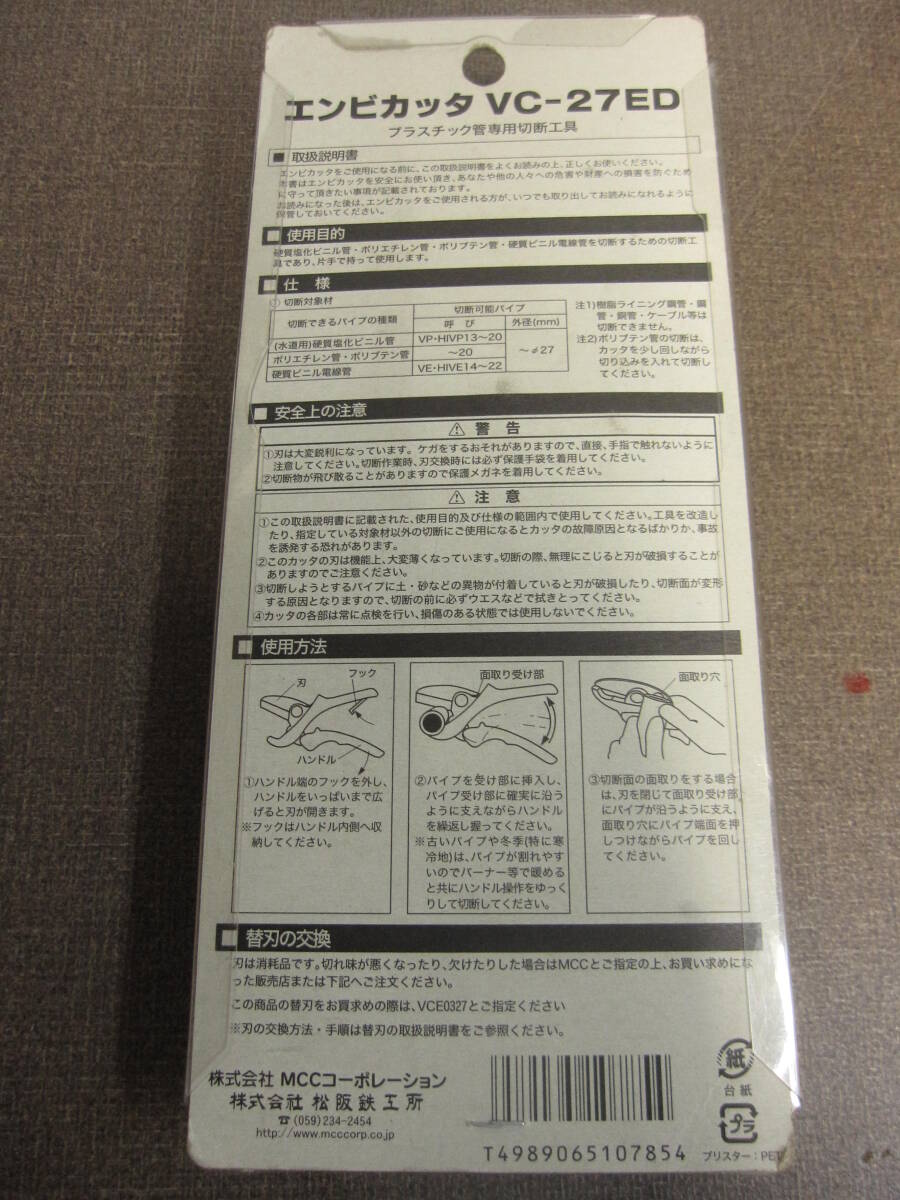 エンビカッタ VC-27ED
プラスチック管専用切断工具
■ 取扱説明書
エンビカッタをご使用になる前に、この取扱説明書をよくお読みの上、正しくお使いください。
本書はエンビカッタを安全にお使い頂き、あなたや他の人々への危害や財産への損害を防ぐため
に守って頂きたい事項が記載されております。
お読みになった後は、エンビカッタをご使用される方が、いつでも取り出してお読みになれるように
保管しておいてください。
■ 使用目的
硬質塩化ビニル管・ポリエチレン管・ポリブテン管・硬質ビニル電線管を切断するための切断工
具であり、片手で持って使用します。
■ 仕 様
① 切断対象材
切断できるパイプの種類 切断可能パイプ
呼 び 外径(mm)
(水道用)硬質塩化ビニル管 VP・HIVP13〜20 〜φ27
ポリエチレン管・ポリブテン管 〜20
硬質ビニル電線管 VE・HIVE14〜22
注1)樹脂ライニング鋼管・鋼
管・銅管・ケーブル等は
切断できません。
注2)ポリブテン管の切断は、
カッタを少し回しながら
切り込みを入れて切断し
てください。
■ 安全上の注意
⚠ 警 告
①刃は大変鋭利になっています。ケガをするおそれがありますので、直接、手指で触れないように
注意してください。切断作業時、刃交換時には必ず保護手袋を着用してください。
②切断物が飛び散ることがありますので保護メガネを着用してください。
⚠ 注 意
①この取扱説明書に記載された、使用目的及び仕様の範囲内で使用してください。工具を改造し
たり、指定している対象材以外の切断にご使用になるとカッタの故障原因となるばかりか、事故
を誘発する恐れがあります。
②このカッタの刃は機能上、大変薄くなっています。切断の際、無理にこじると刃が破損することが
ありますのでご注意ください。
③切断しようとするパイプに土・砂などの異物が付着していると刃が破損したり、切断面が変形
する原因となりますので、切断の前に必ずウエスなどで拭きとってください。
④カッタの各部は常に点検を行い、損傷のある状態では使用しないでください。
■ 使用方法
刃
フック
ハンドル
①ハンドル端のフックを外し、
ハンドルをいっぱいまで広
げると刃が開きます。
※フックはハンドル内側へ収
納してください。
面取り受け部
②パイプを受け部に挿入し、
パイプ受け部に確実に沿う
ように支えながらハンドル
を繰返し握ってください。
※古いパイプや冬季(特に寒
冷地)は、パイプが割れやす
いのでバーナー等で暖める
と共にハンドル操作をゆっく
りして切断してください。
面取り穴
③切断面の面取りをする場合
は、刃を閉じて面取り受け部
にパイプが沿うように支え、
面取り穴にパイプ端面を押
しつけながらパイプを回し
てください。
■ 替刃の交換
刃は消耗品です。切れ味が悪くなったり、欠けたりした場合はMCCとご指定の上、お買い求めにな
った販売店または下記へご注文ください。
この商品の替刃をお買求めの際は、VCE0327とご指定ください
※刃の交換方法・手順は替刃の取扱説明書をご参照ください。
株式会社 MCCコーポレーション
株式会社 松阪鉄工所
☎(059)234-2454
http://www.mcccorp.co.jp
T4989065107854
紙
台紙
プラ
ブリスター:PET